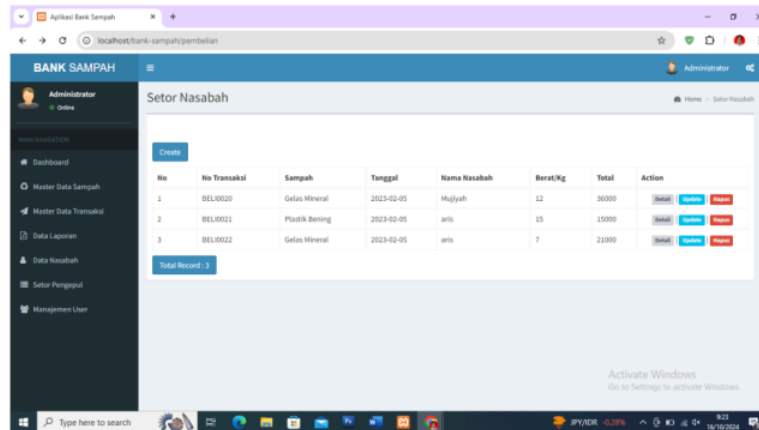 Aplikasi Bank Sampah
localhost/bank-sampah/pembelian
BANK SAMPAH
Administrator
Administrator
Online
Setor Nasabah
Home > Setor Nasabah
MAIN NAVIGATION
Dashboard
Master Data Sampah
Master Data Transaksi
Data Laporan
Data Nasabah
Setor Pengepul
Manajemen User
Create
No No Transaksi Sampah Tanggal Nama Nasabah Berat/Kg Total Action
1 BELI0020 Gelas Mineral 2023-02-05 Mujiyah 12 36000 Detail | Update | Hapus
2 BELI0021 Plastik Bening 2023-02-05 aris 15 15000 Detail | Update | Hapus
3 BELI0022 Gelas Mineral 2023-02-05 aris 7 21000 Detail | Update | Hapus
Total Record : 3
Activate Windows
Go to Settings to activate Windows.
Type here to search
JPY/IDR -0.28%
9:23
16/10/2024